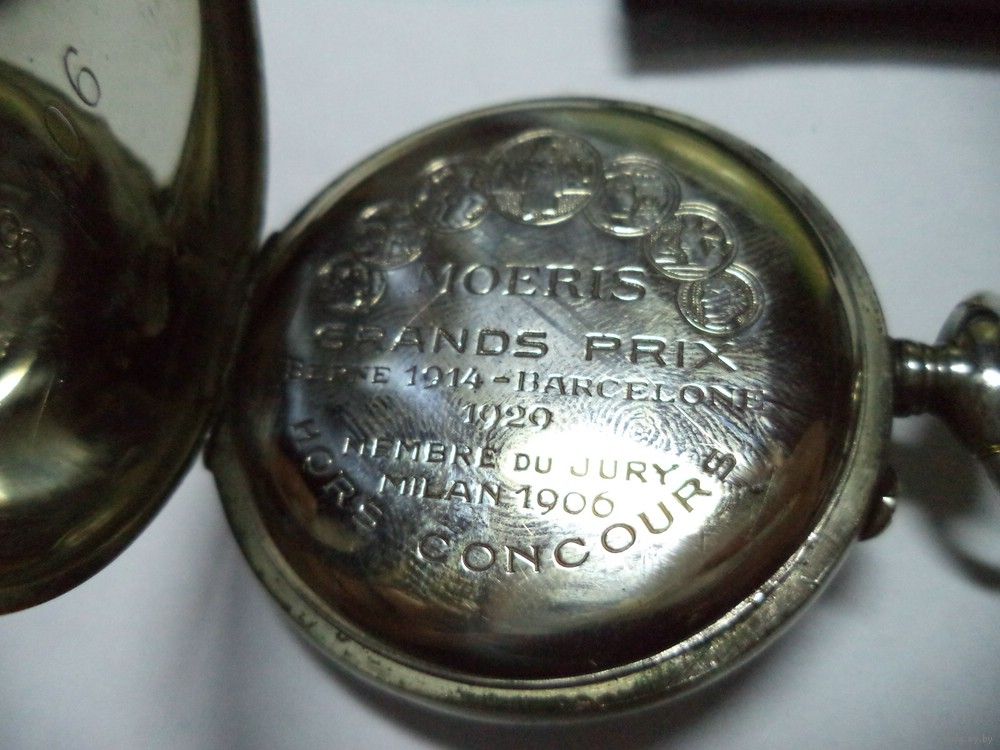 MOERIS
GRANDS PRIX
BERNE 1914-BARCELONE
1929
MEMBRE DU JURY
MILAN 1906
HORS CONCOURS